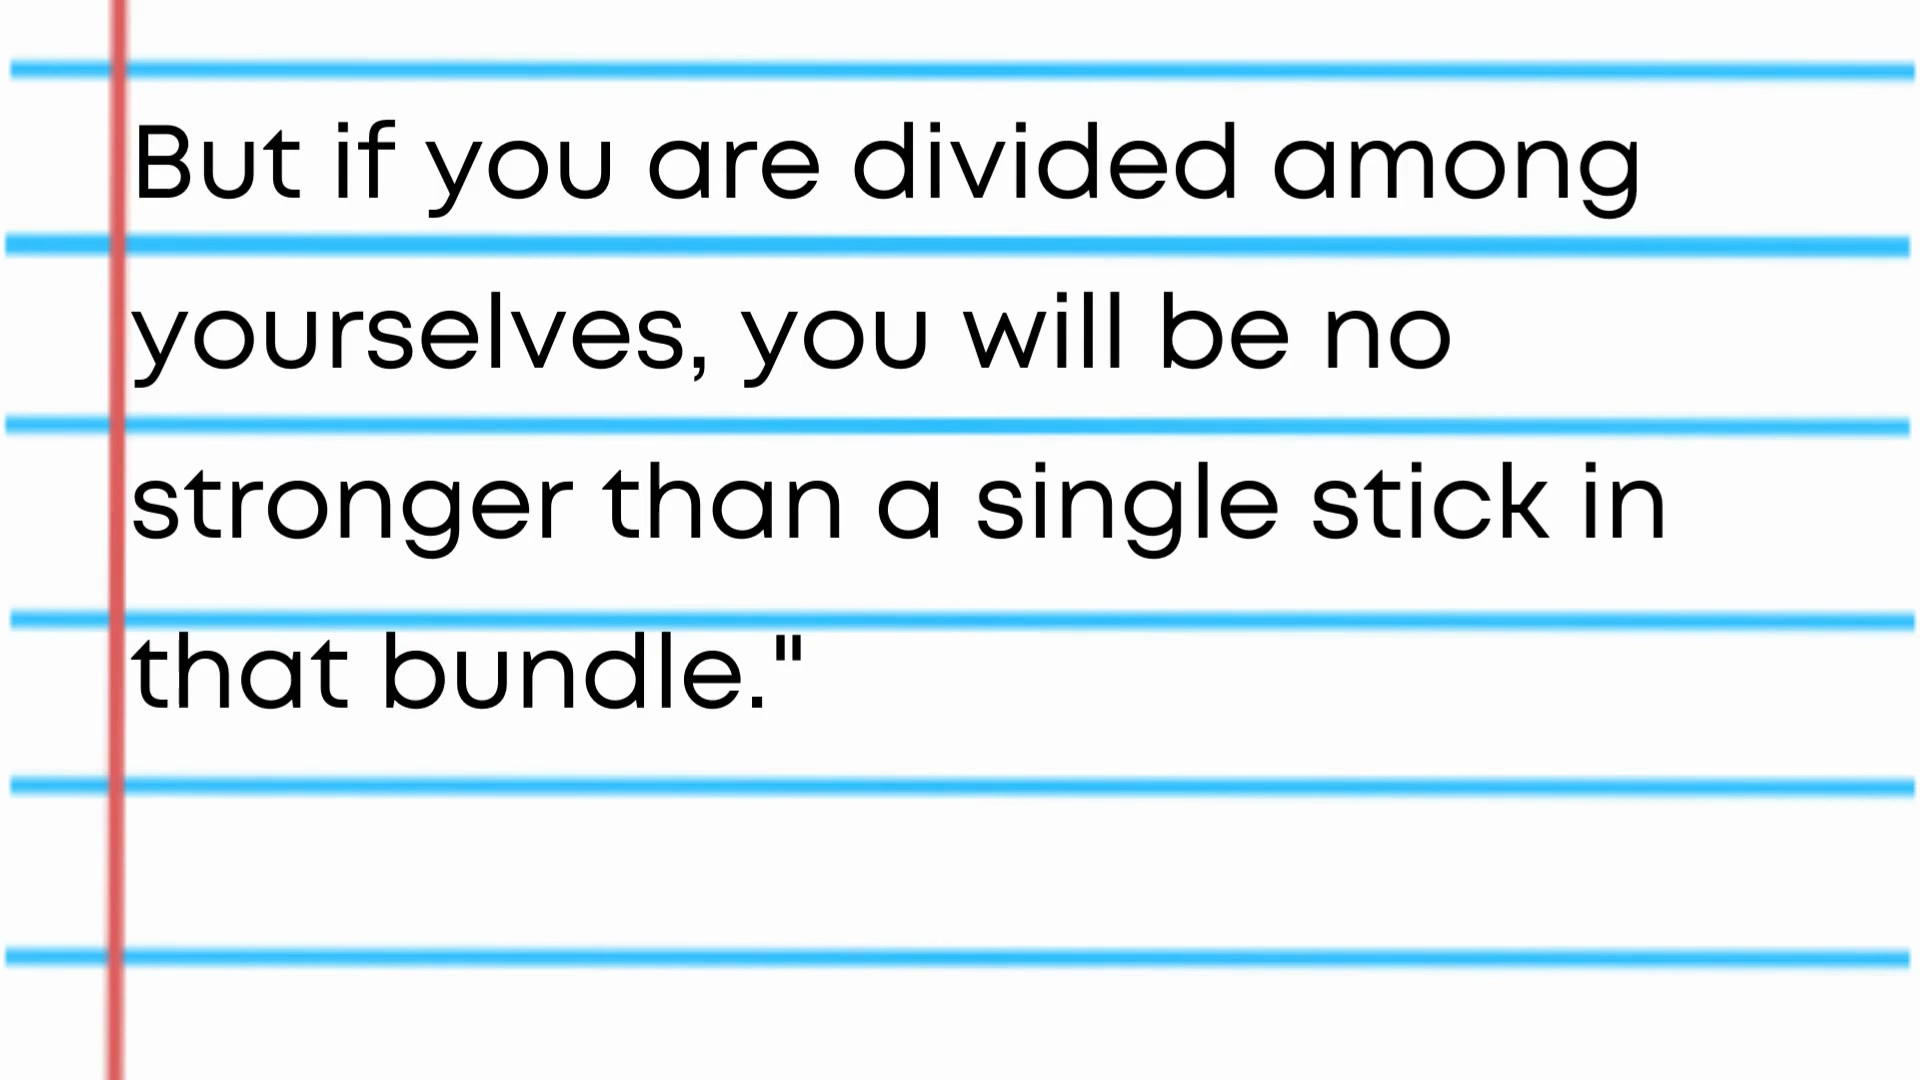 But if you are divided among
yourselves, you will be no
stronger than a single stick in
that bundle."